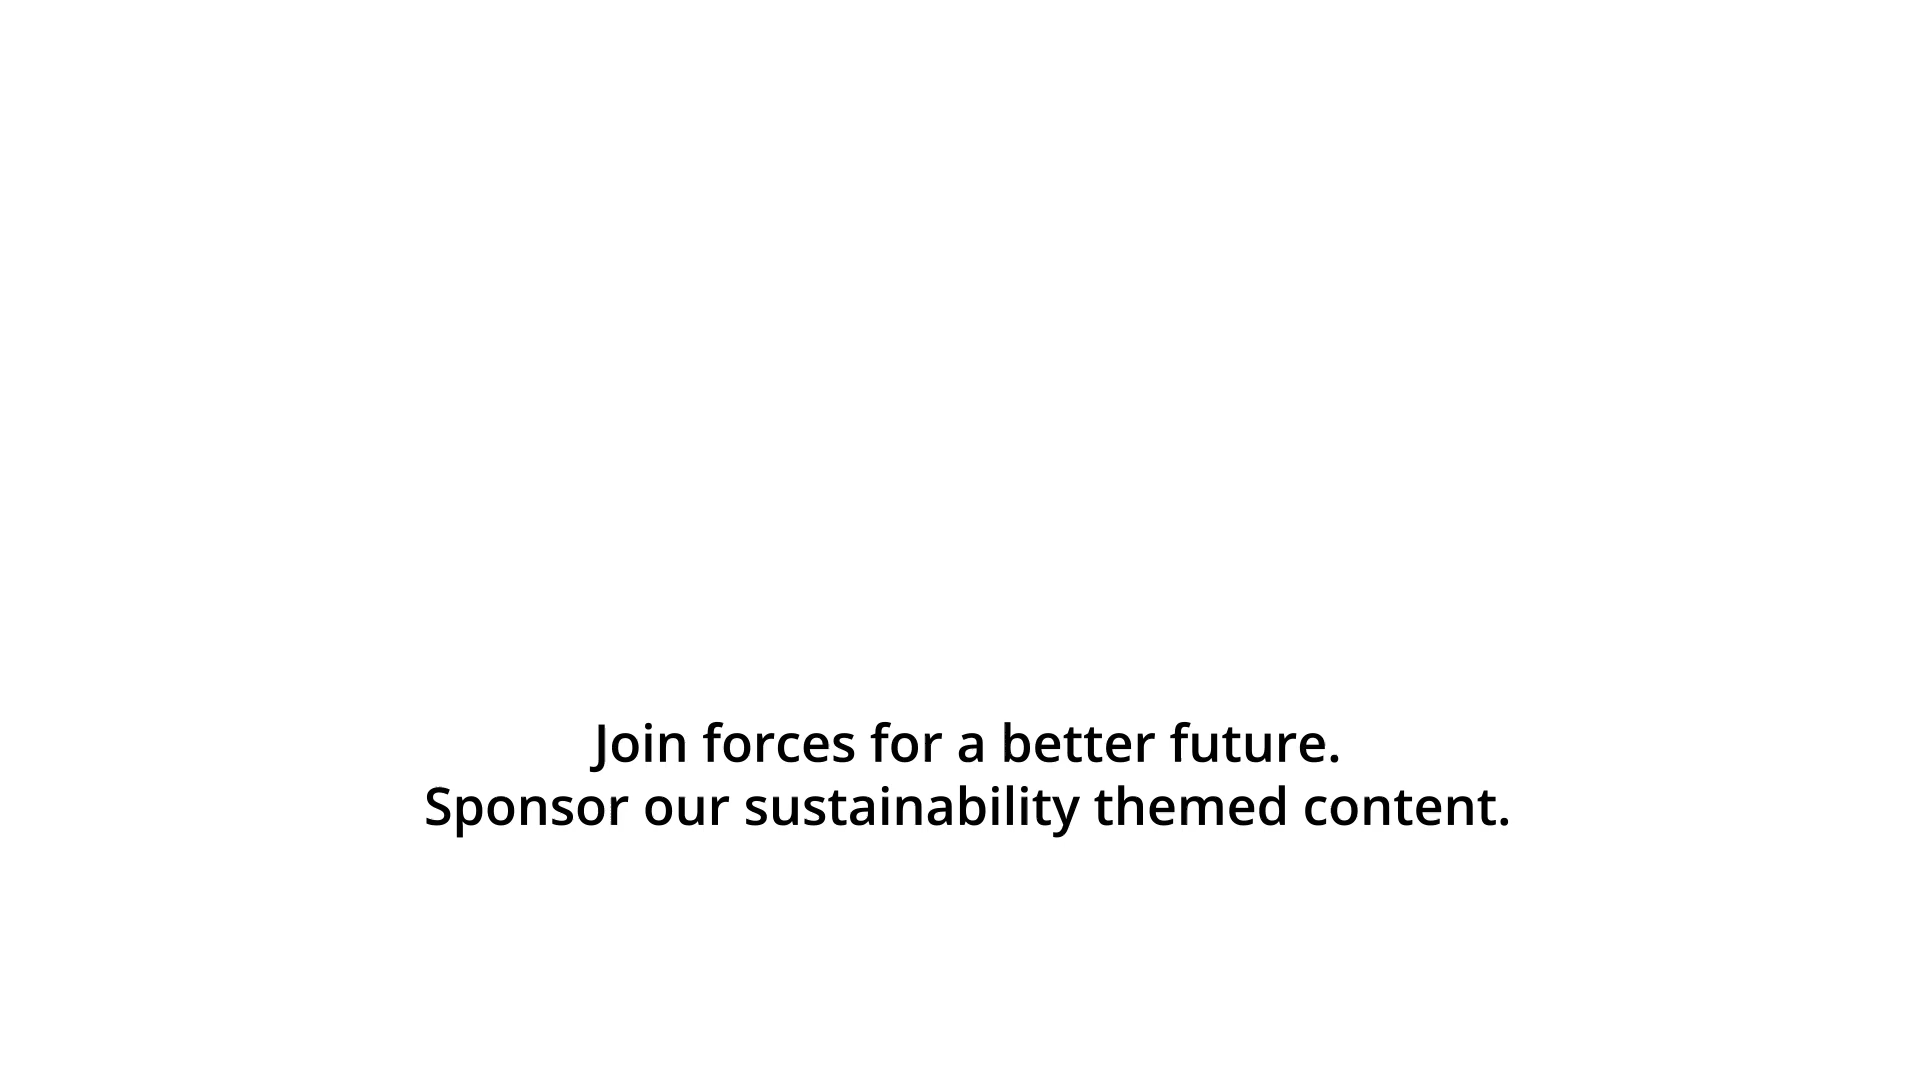 Join forces for a better future.
Sponsor our sustainability themed content.